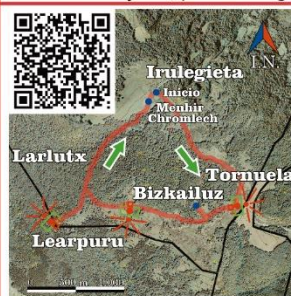 I.N.
Irulegieta
Inicio
Menhir
Chromlech
Larlutx
Tornuela
Bizkailuz
Learpuru